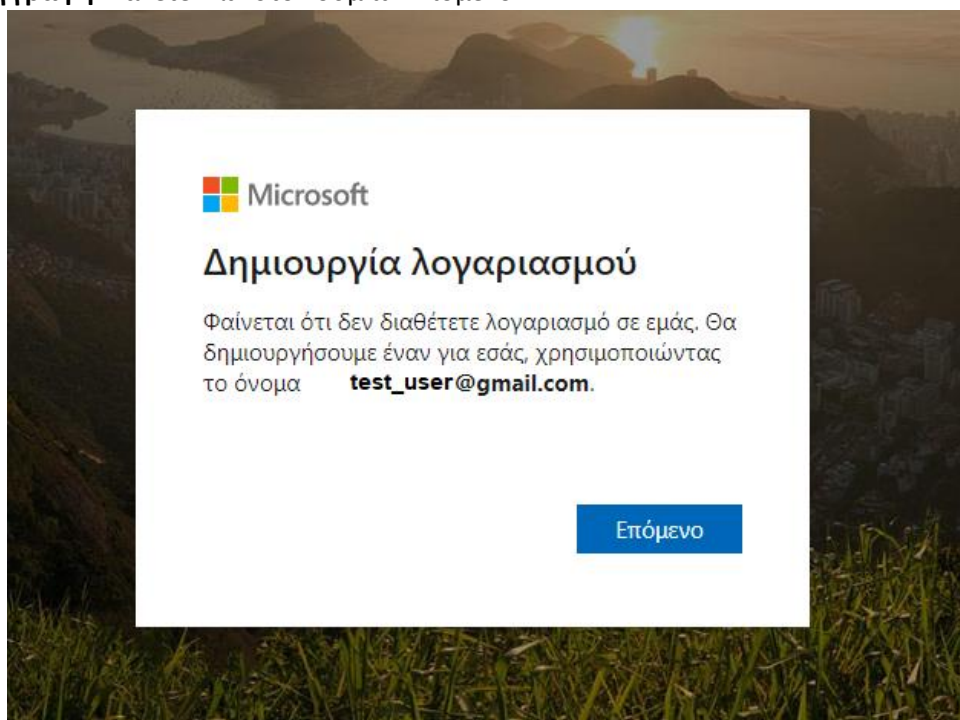 Microsoft
Δημιουργία λογαριασμού
Φαίνεται ότι δεν διαθέτετε λογαριασμό σε εμάς. Θα
δημιουργήσουμε έναν για εσάς, χρησιμοποιώντας
το όνομα test_user@gmail.com.
Επόμενο